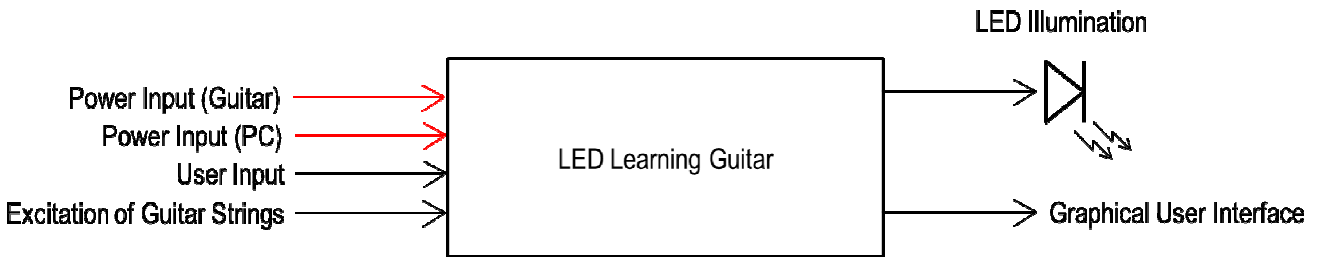 LED Illumination
Power Input (Guitar)
Power Input (PC)
User Input
Excitation of Guitar Strings
LED Learning Guitar
Graphical User Interface